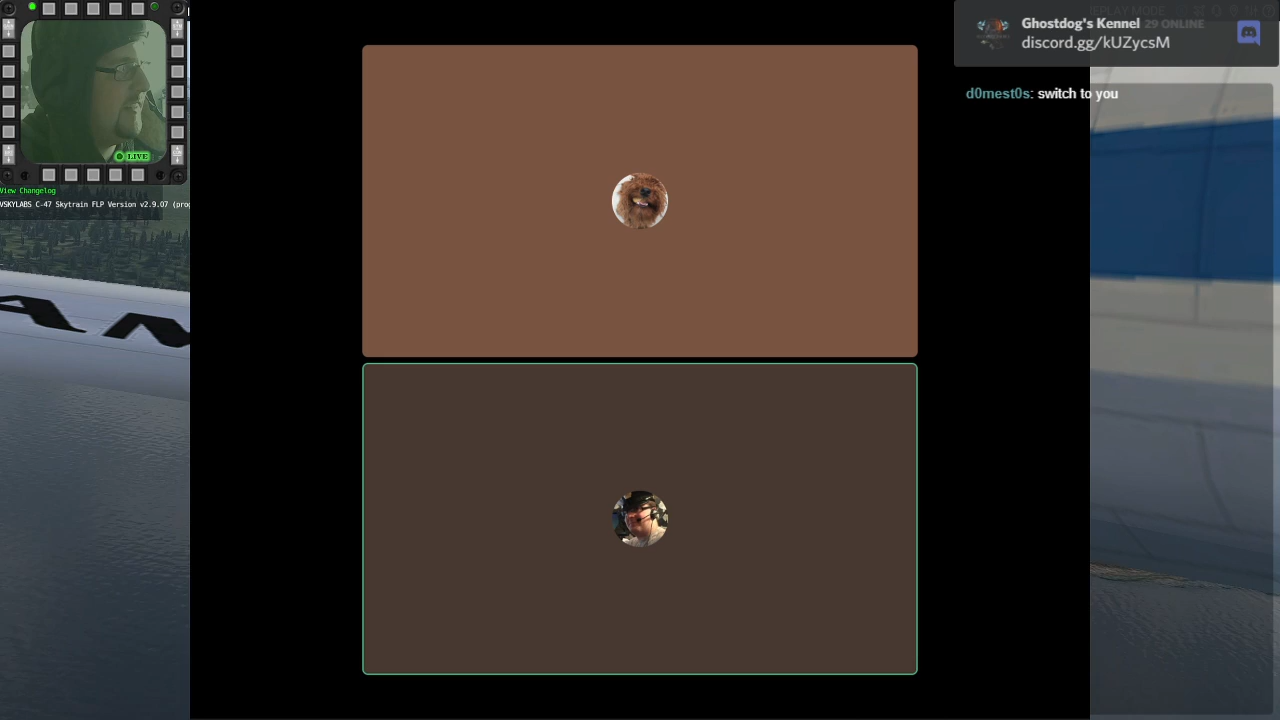 LIVE
View Changelog
VSKYLABS C-47 Skytrain FLP Version v2.9.07 (pro
AN
Ghostdog's Kennel 29 ONLINE
discord.gg/kUZycsM
d0mest0s: switch to you